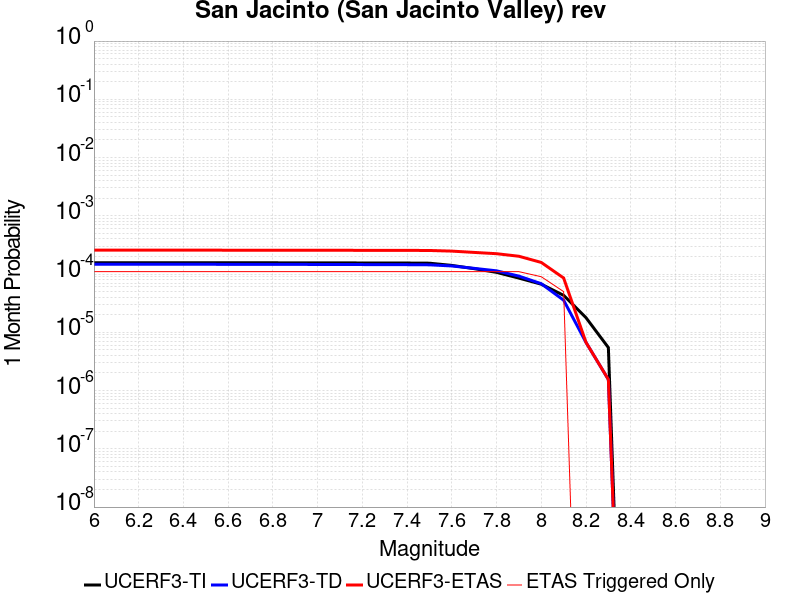 San Jacinto (San Jacinto Valley) rev
10^0
10^-1
10^-2
10^-3
10^-4
10^-5
10^-6
10^-7
10^-8
1 Month Probability
6 6.2 6.4 6.6 6.8 7 7.2 7.4 7.6 7.8 8 8.2 8.4 8.6 8.8 9
Magnitude
UCERF3-TI UCERF3-TD UCERF3-ETAS ETAS Triggered Only